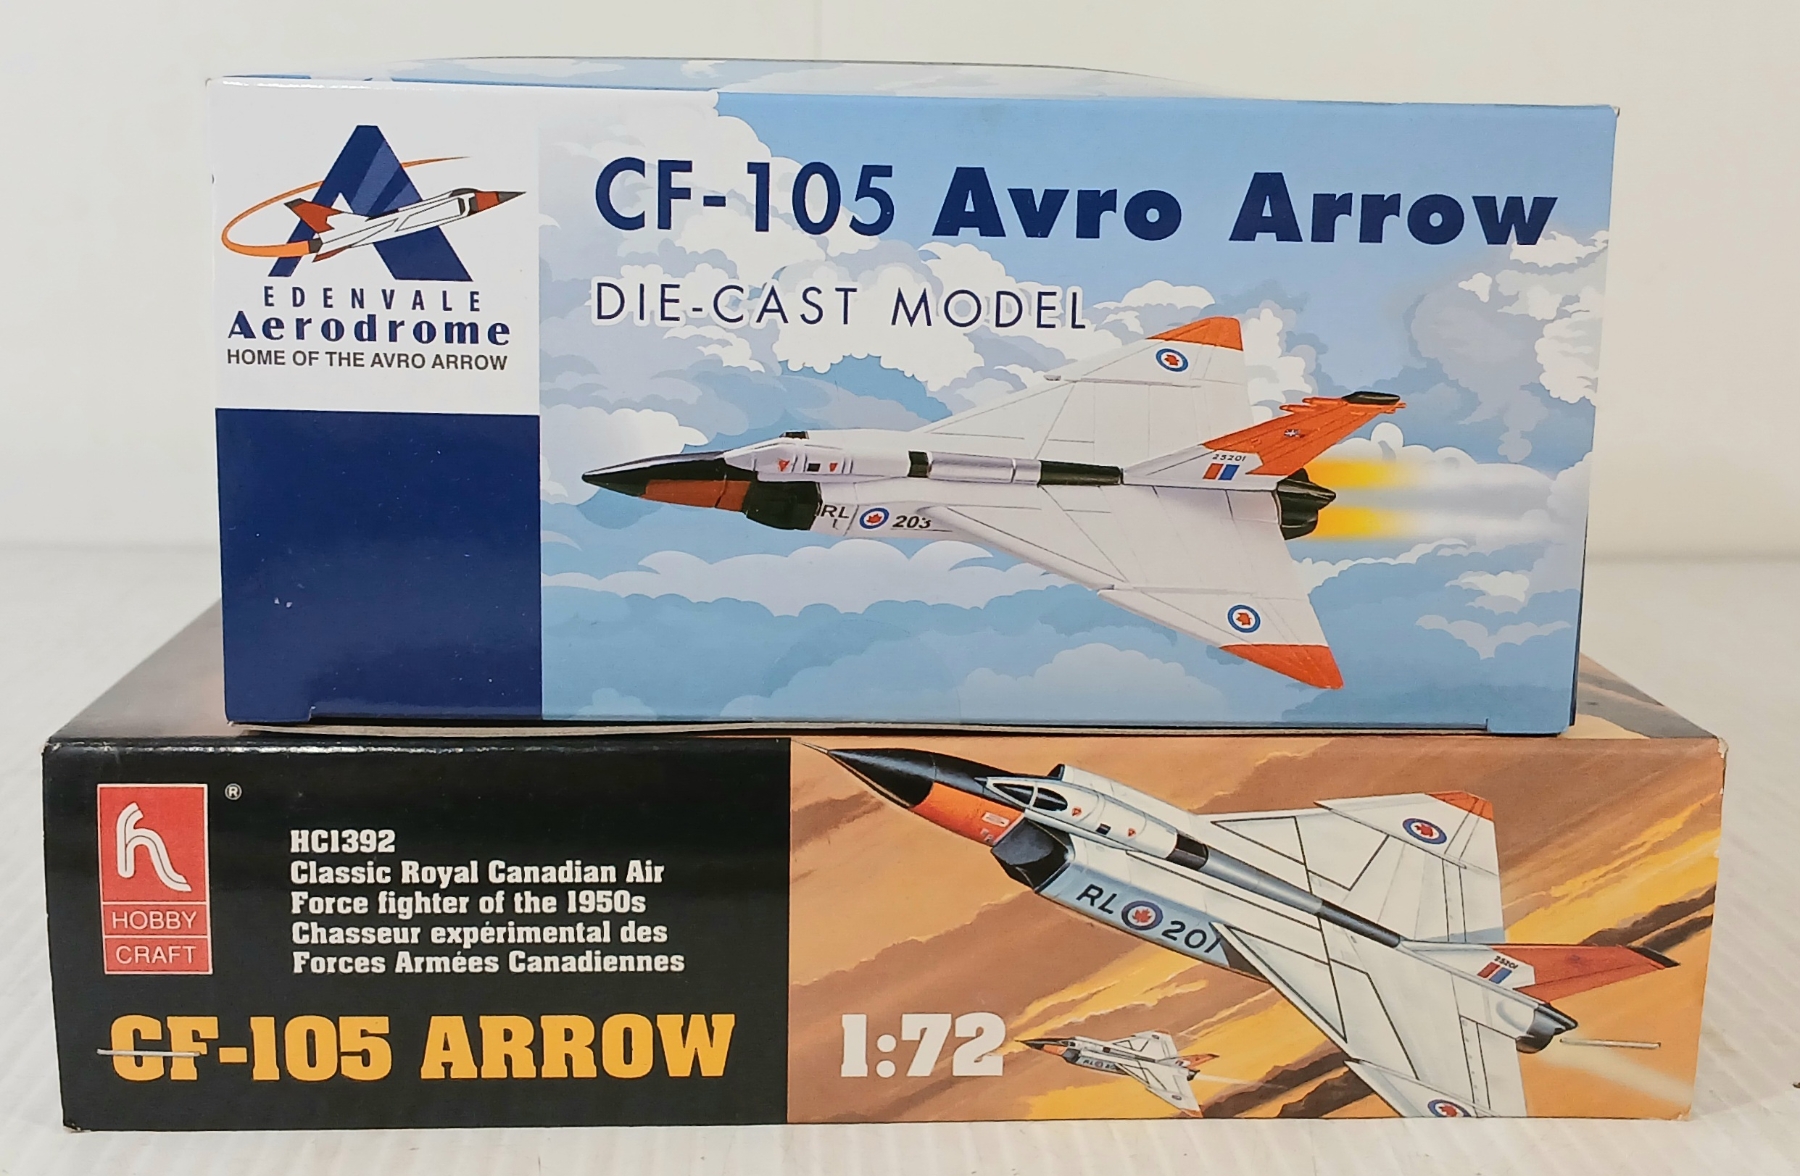 CF-105 Avro Arrow
DIE-CAST MODEL
EDENVALE
Aerodrome
HOME OF THE AVRO ARROW
25201
RL 203
®
HOBBY
CRAFT
HC1392
Classic Royal Canadian Air
Force fighter of the 1950s
Chasseur expérimental des
Forces Armées Canadiennes
CF-105 ARROW
1:72
RL 201
25201